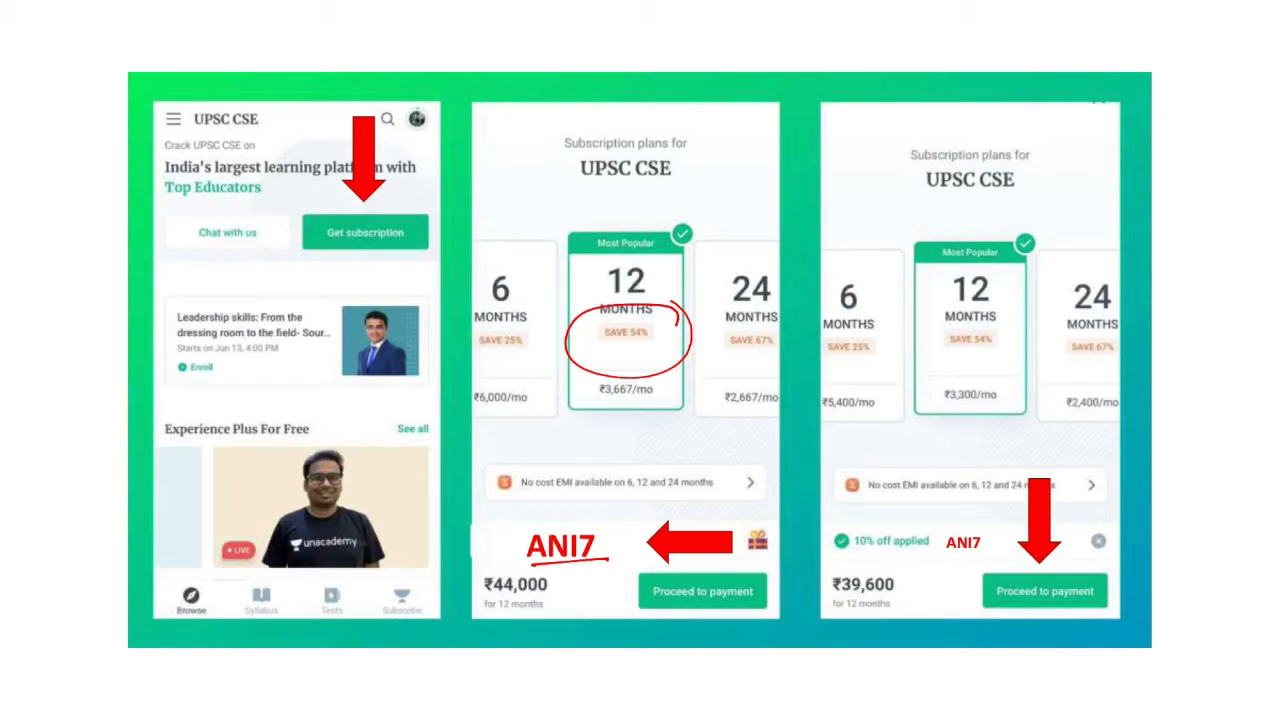 UPSC CSE
Crack UPSC CSE on
India's largest learning platform with
Top Educators
Chat with us
Get subscription
Leadership skills: From the
dressing room to the field- Sour...
Starts on Jun 13, 4:00 PM
Enroll
Experience Plus For Free
See all
unacademy
LIVE
Browse
Syllabus
Tests
Subscribe
Subscription plans for
UPSC CSE
6
MONTHS
SAVE 25%
₹6,000/mo
Most Popular
12
MONTHS
SAVE 54%
₹3,667/mo
24
MONTHS
SAVE 67%
₹2,667/mo
No cost EMI available on 6, 12 and 24 months
ANI7
₹44,000
for 12 months
Proceed to payment
Subscription plans for
UPSC CSE
6
MONTHS
SAVE 25%
₹5,400/mo
Most Popular
12
MONTHS
SAVE 54%
₹3,300/mo
24
MONTHS
SAVE 67%
₹2,400/mo
No cost EMI available on 6, 12 and 24 months
10% off applied
ANI7
₹39,600
for 12 months
Proceed to payment